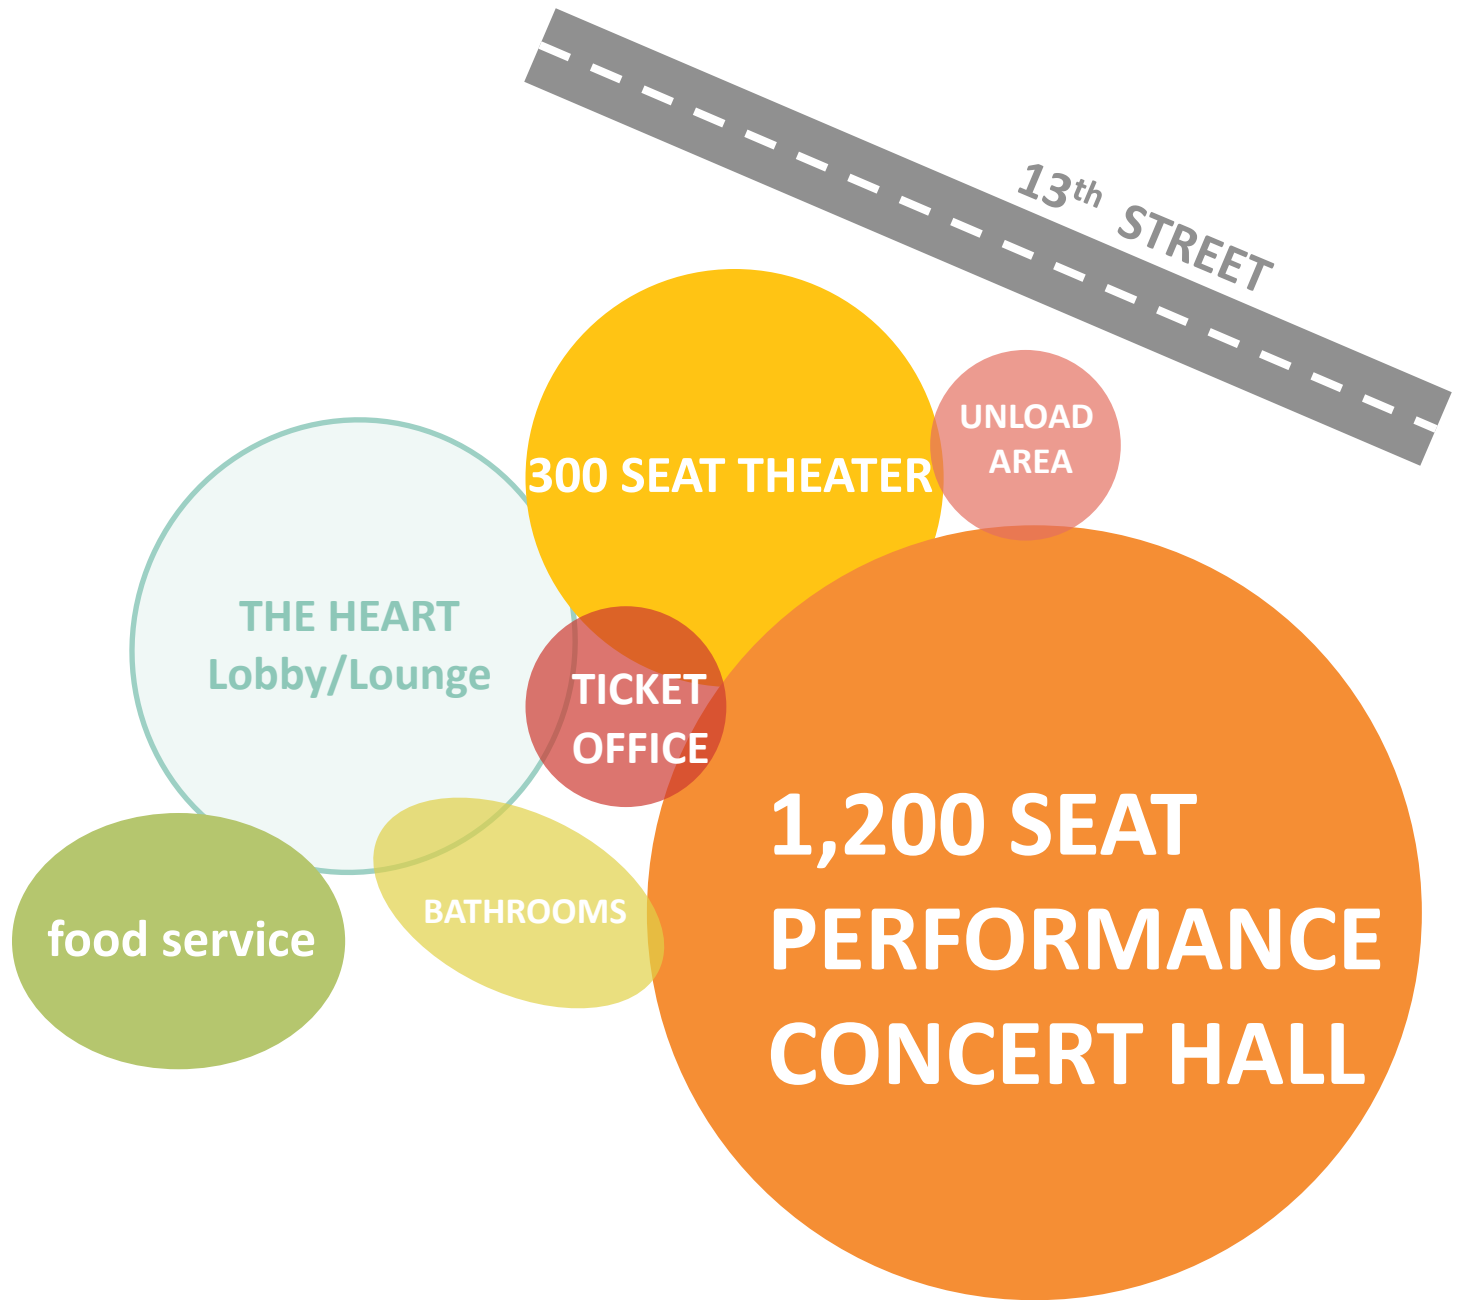 13th STREET
UNLOAD
AREA
300 SEAT THEATER
THE HEART
Lobby/Lounge
TICKET
OFFICE
1,200 SEAT
PERFORMANCE
CONCERT HALL
BATHROOMS
food service